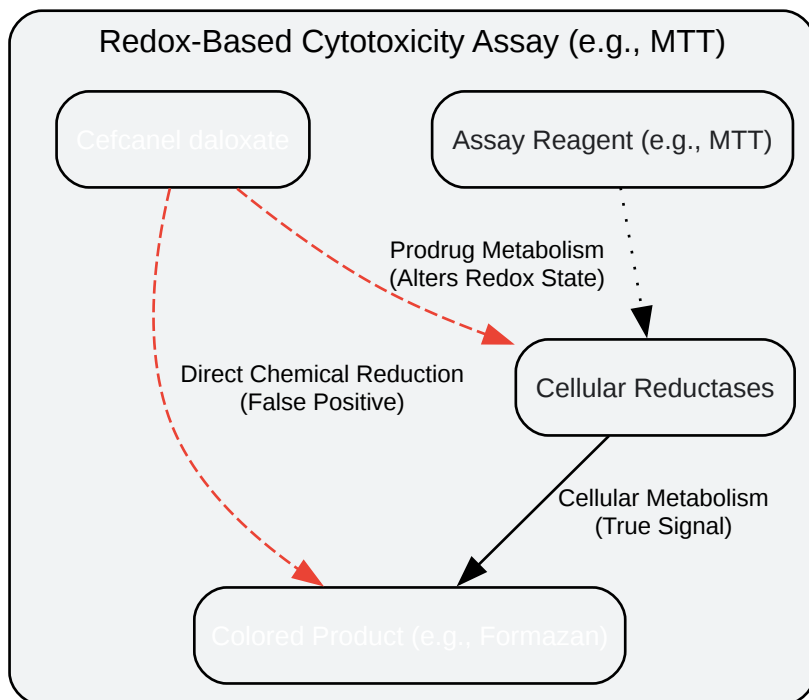 Redox-Based Cytotoxicity Assay (e.g., MTT)
Cefcanel daloxate
Assay Reagent (e.g., MTT)
Prodrug Metabolism
(Alters Redox State)
Direct Chemical Reduction
(False Positive)
Cellular Reductases
Cellular Metabolism
(True Signal)
Colored Product (e.g., Formazan)